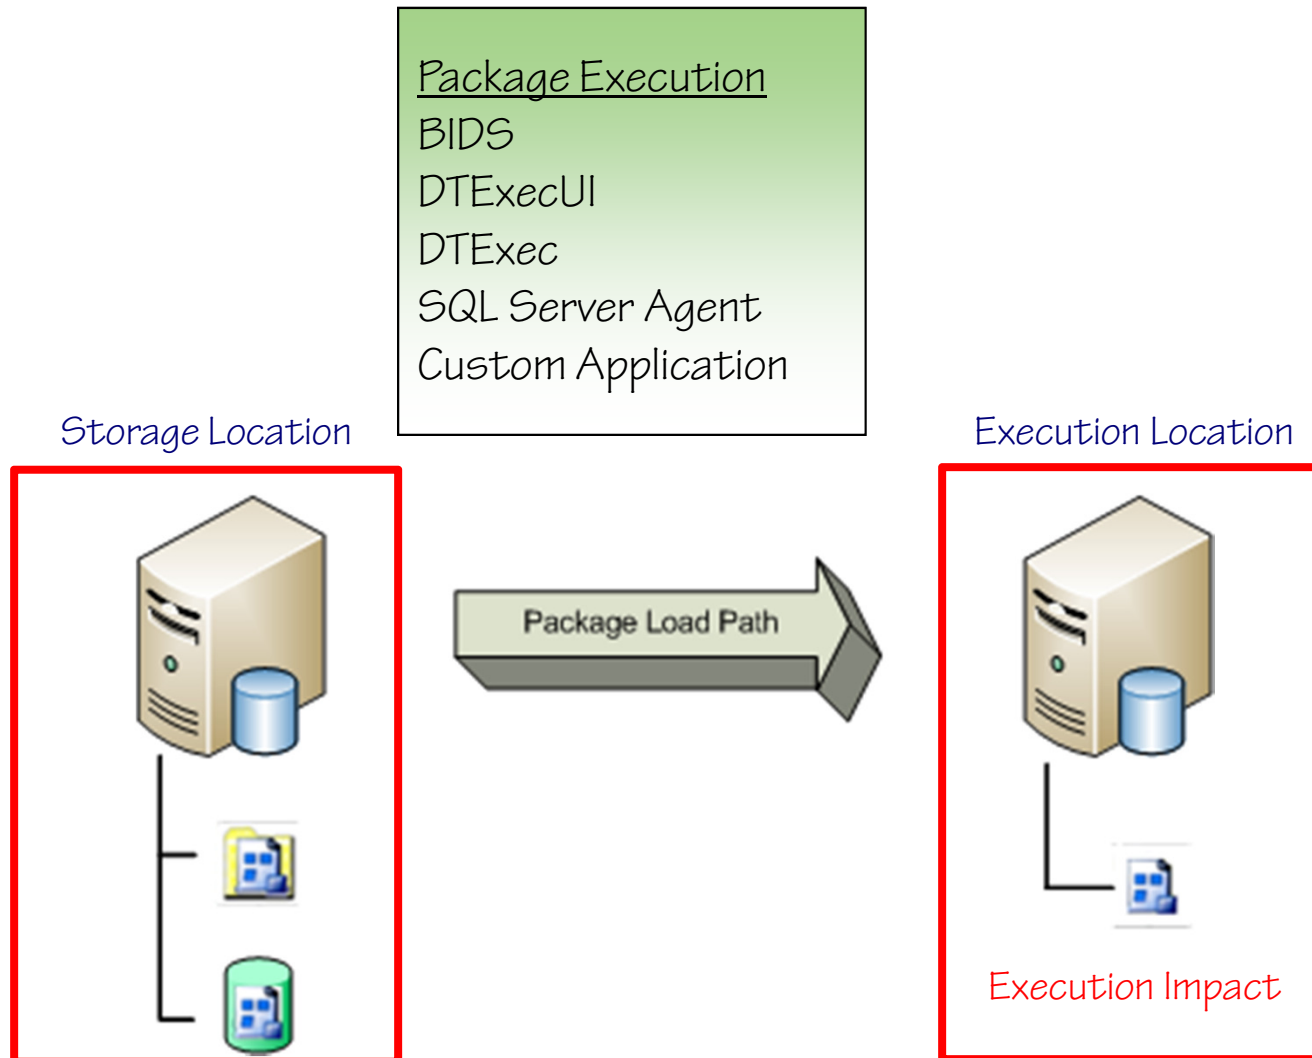 Package Execution
BIDS
DTExecUI
DTExec
SQL Server Agent
Custom Application
Storage Location
Execution Location
Package Load Path
Execution Impact